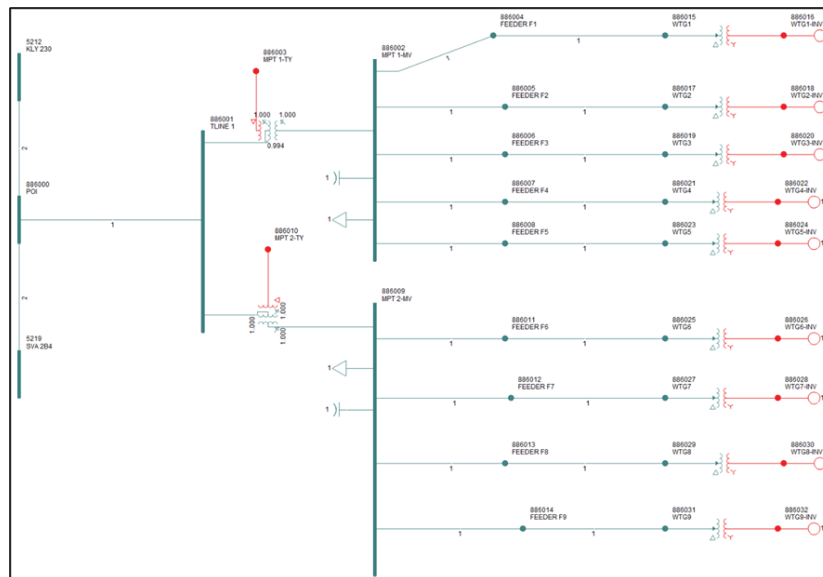 5212
KLY 230
2
886000
POI
2
5219
SVA 2B4
1
886001
TLINE 1
886003
MPT 1-TY
1.000
1.000
0.994
886010
MPT 2-TY
1.000
1.000
1.000
886002
MPT 1-MV
1
1
886004
FEEDER F1
1
1
886015
WTG1
886016
WTG1-INV
886005
FEEDER F2
1
1
886017
WTG2
886018
WTG2-INV
1
886006
FEEDER F3
1
1
886019
WTG3
886020
WTG3-INV
886007
FEEDER F4
1
1
886021
WTG4
886022
WTG4-INV
1
886008
FEEDER F5
1
1
886023
WTG5
886024
WTG5-INV
1
886009
MPT 2-MV
1
1
886011
FEEDER F6
1
1
886025
WTG6
886026
WTG6-INV
1
886012
FEEDER F7
1
1
886027
WTG7
886028
WTG7-INV
1
886013
FEEDER F8
1
1
886029
WTG8
886030
WTG8-INV
886014
FEEDER F9
1
1
886031
WTG9
886032
WTG9-INV
1